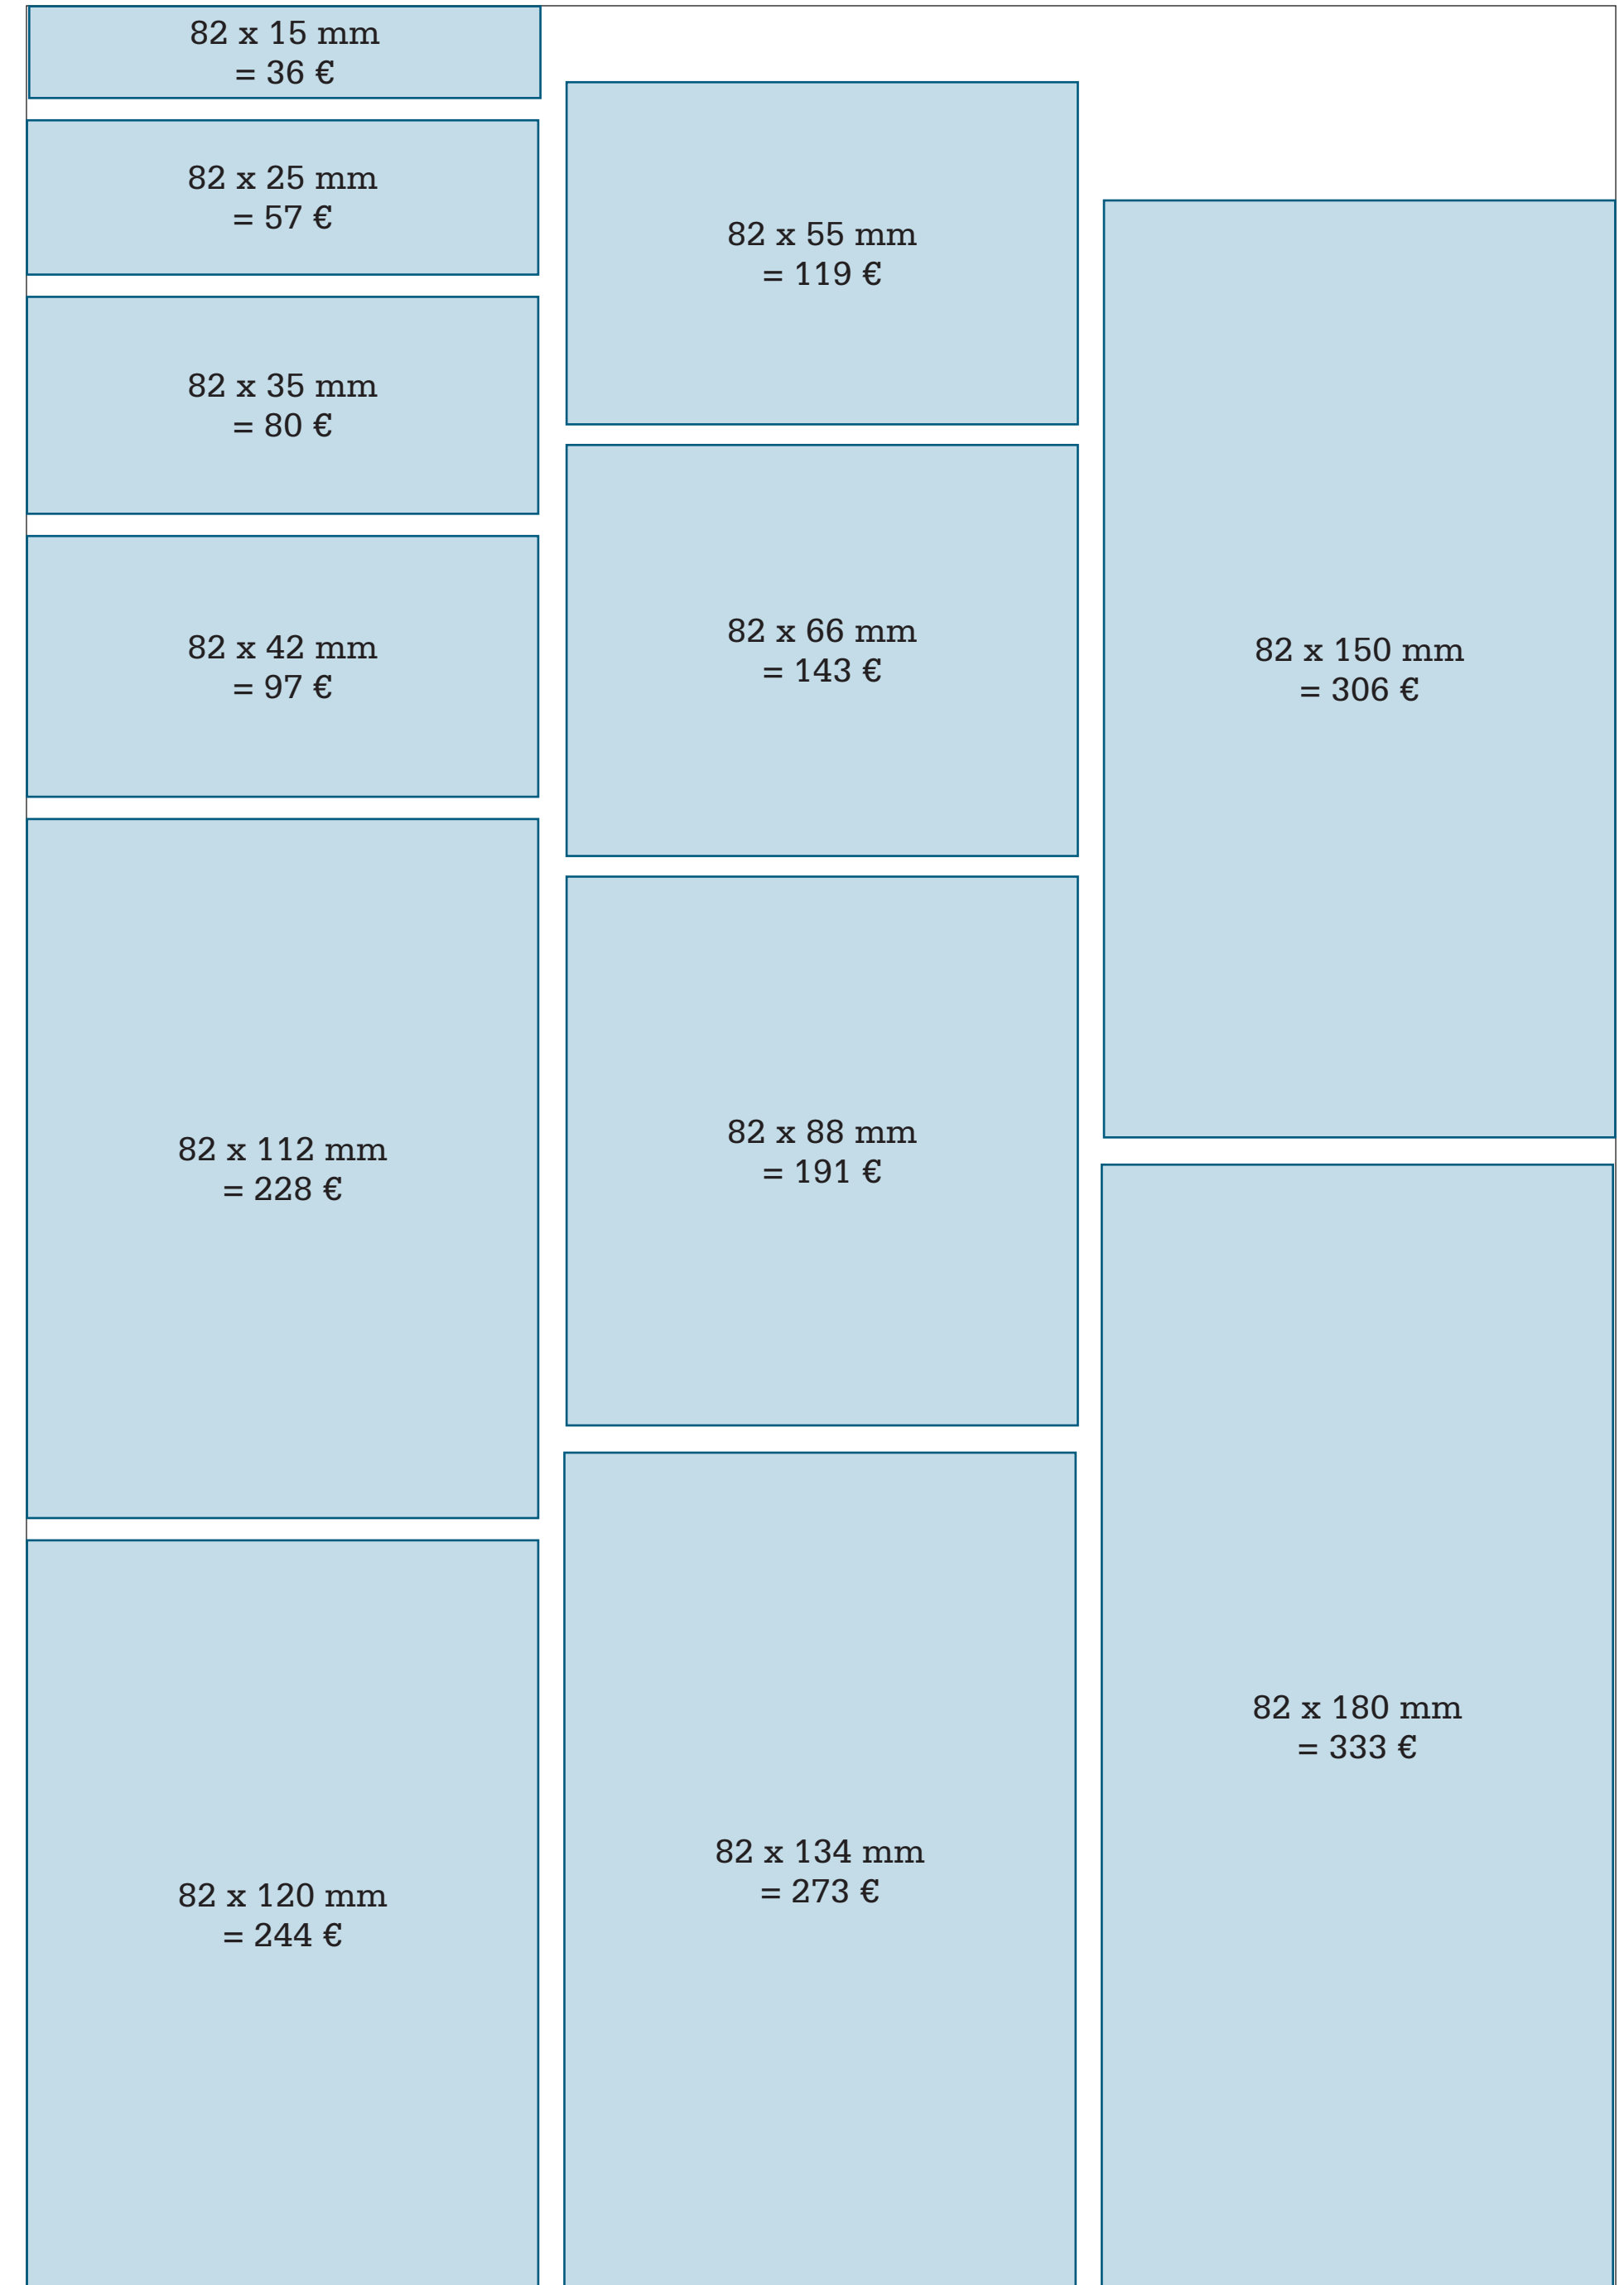 82 x 15 mm
= 36 €
82 x 25 mm
= 57 €
82 x 35 mm
= 80 €
82 x 42 mm
= 97 €
82 x 112 mm
= 228 €
82 x 120 mm
= 244 €
82 x 55 mm
= 119 €
82 x 66 mm
= 143 €
82 x 88 mm
= 191 €
82 x 134 mm
= 273 €
82 x 150 mm
= 306 €
82 x 180 mm
= 333 €